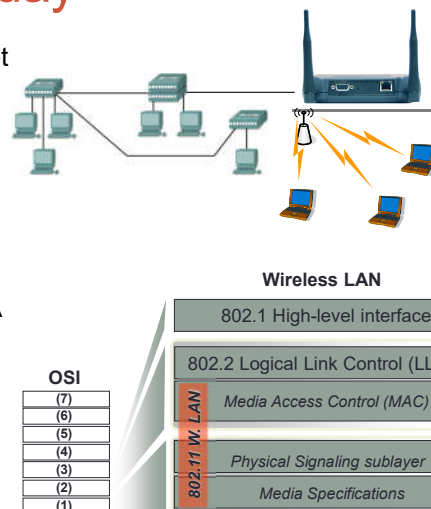 et
Wireless LAN
802.1 High-level interface
802.2 Logical Link Control (LL
802.11 W. LAN
Media Access Control (MAC)
Physical Signaling sublayer
Media Specifications
OSI
(7)
(6)
(5)
(4)
(3)
(2)
(1)